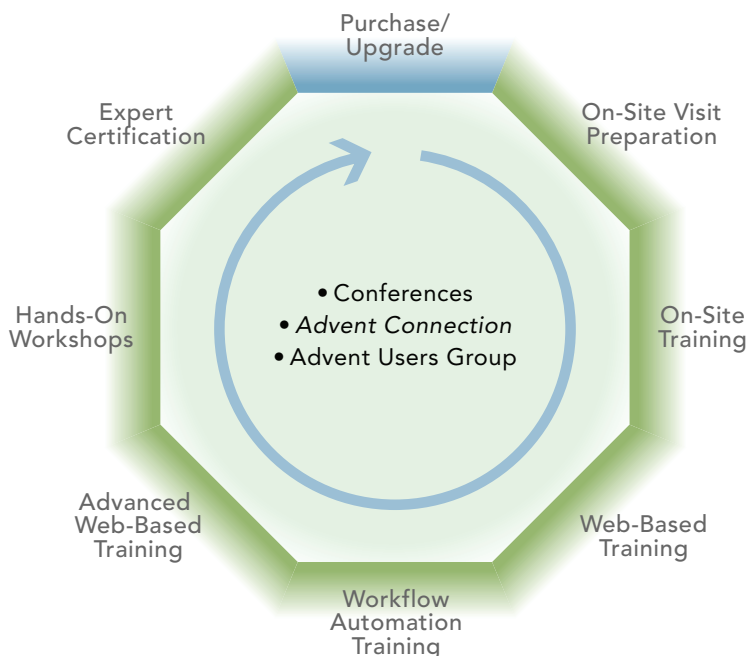 Purchase/
Upgrade
On-Site Visit
Preparation
On-Site
Training
Web-Based
Training
Workflow
Automation
Training
Advanced
Web-Based
Training
Hands-On
Workshops
Expert
Certification
• Conferences
• Advent Connection
• Advent Users Group